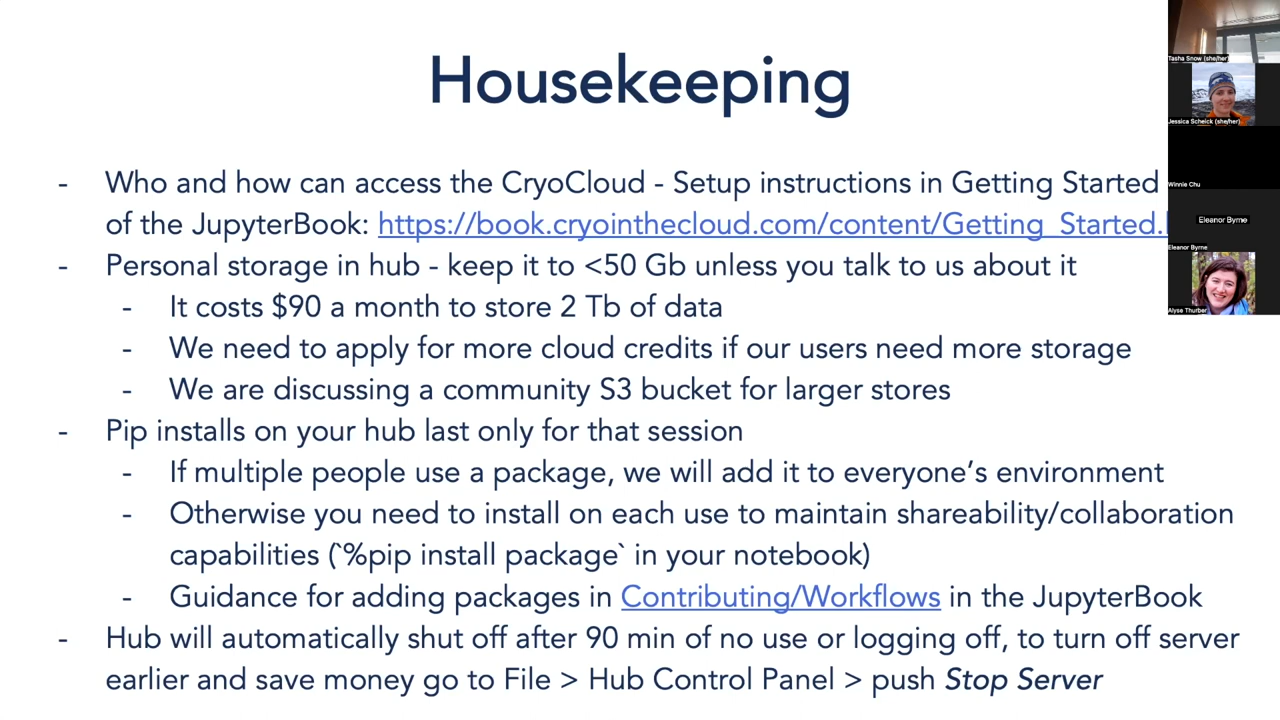 Housekeeping
- Who and how can access the CryoCloud - Setup instructions in Getting Started
of the JupyterBook: https://book.cryointhecloud.com/content/Getting_Started.
- Personal storage in hub - keep it to <50 Gb unless you talk to us about it
- It costs $90 a month to store 2 Tb of data
- We need to apply for more cloud credits if our users need more storage
- We are discussing a community S3 bucket for larger stores
- Pip installs on your hub last only for that session
- If multiple people use a package, we will add it to everyone’s environment
- Otherwise you need to install on each use to maintain shareability/collaboration
capabilities (`%pip install package` in your notebook)
- Guidance for adding packages in Contributing/Workflows in the JupyterBook
- Hub will automatically shut off after 90 min of no use or logging off, to turn off server
earlier and save money go to File > Hub Control Panel > push Stop Server
Tasha Snow (she/her)
Jessica Scheick (she/her)
Winnie Chu
Eleanor Byrne
Eleanor Byrne
Alyse Thurber